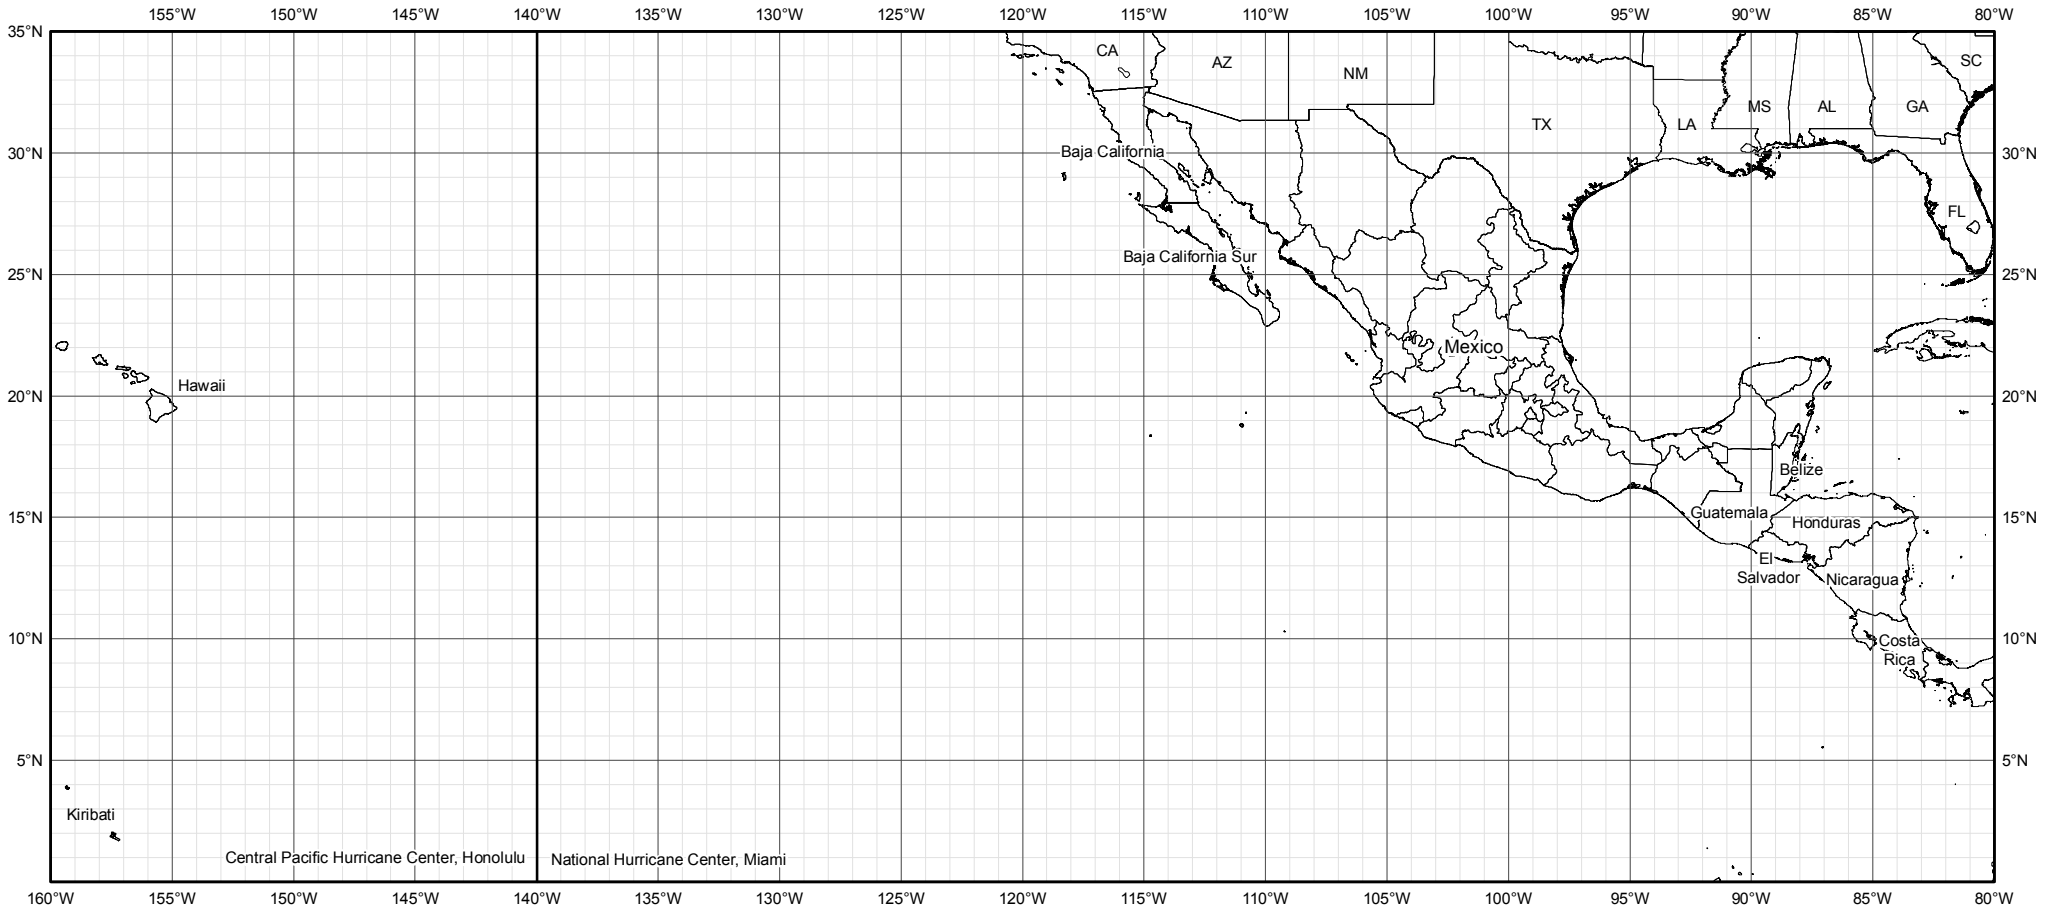 155°W 150°W 145°W 140°W 135°W 130°W 125°W 120°W 115°W 110°W 105°W 100°W 95°W 90°W 85°W 80°W
35°N
CA
AZ
NM
SC
TX
LA
MS
AL
GA
30°N
Baja California
30°N
FL
Baja California Sur
25°N
25°N
Mexico
Hawaii
20°N
20°N
Belize
15°N
Guatemala
Honduras
15°N
El
Salvador
Nicaragua
10°N
Costa
Rica
10°N
5°N
5°N
Kiribati
Central Pacific Hurricane Center, Honolulu
National Hurricane Center, Miami
160°W 155°W 150°W 145°W 140°W 135°W 130°W 125°W 120°W 115°W 110°W 105°W 100°W 95°W 90°W 85°W 80°W